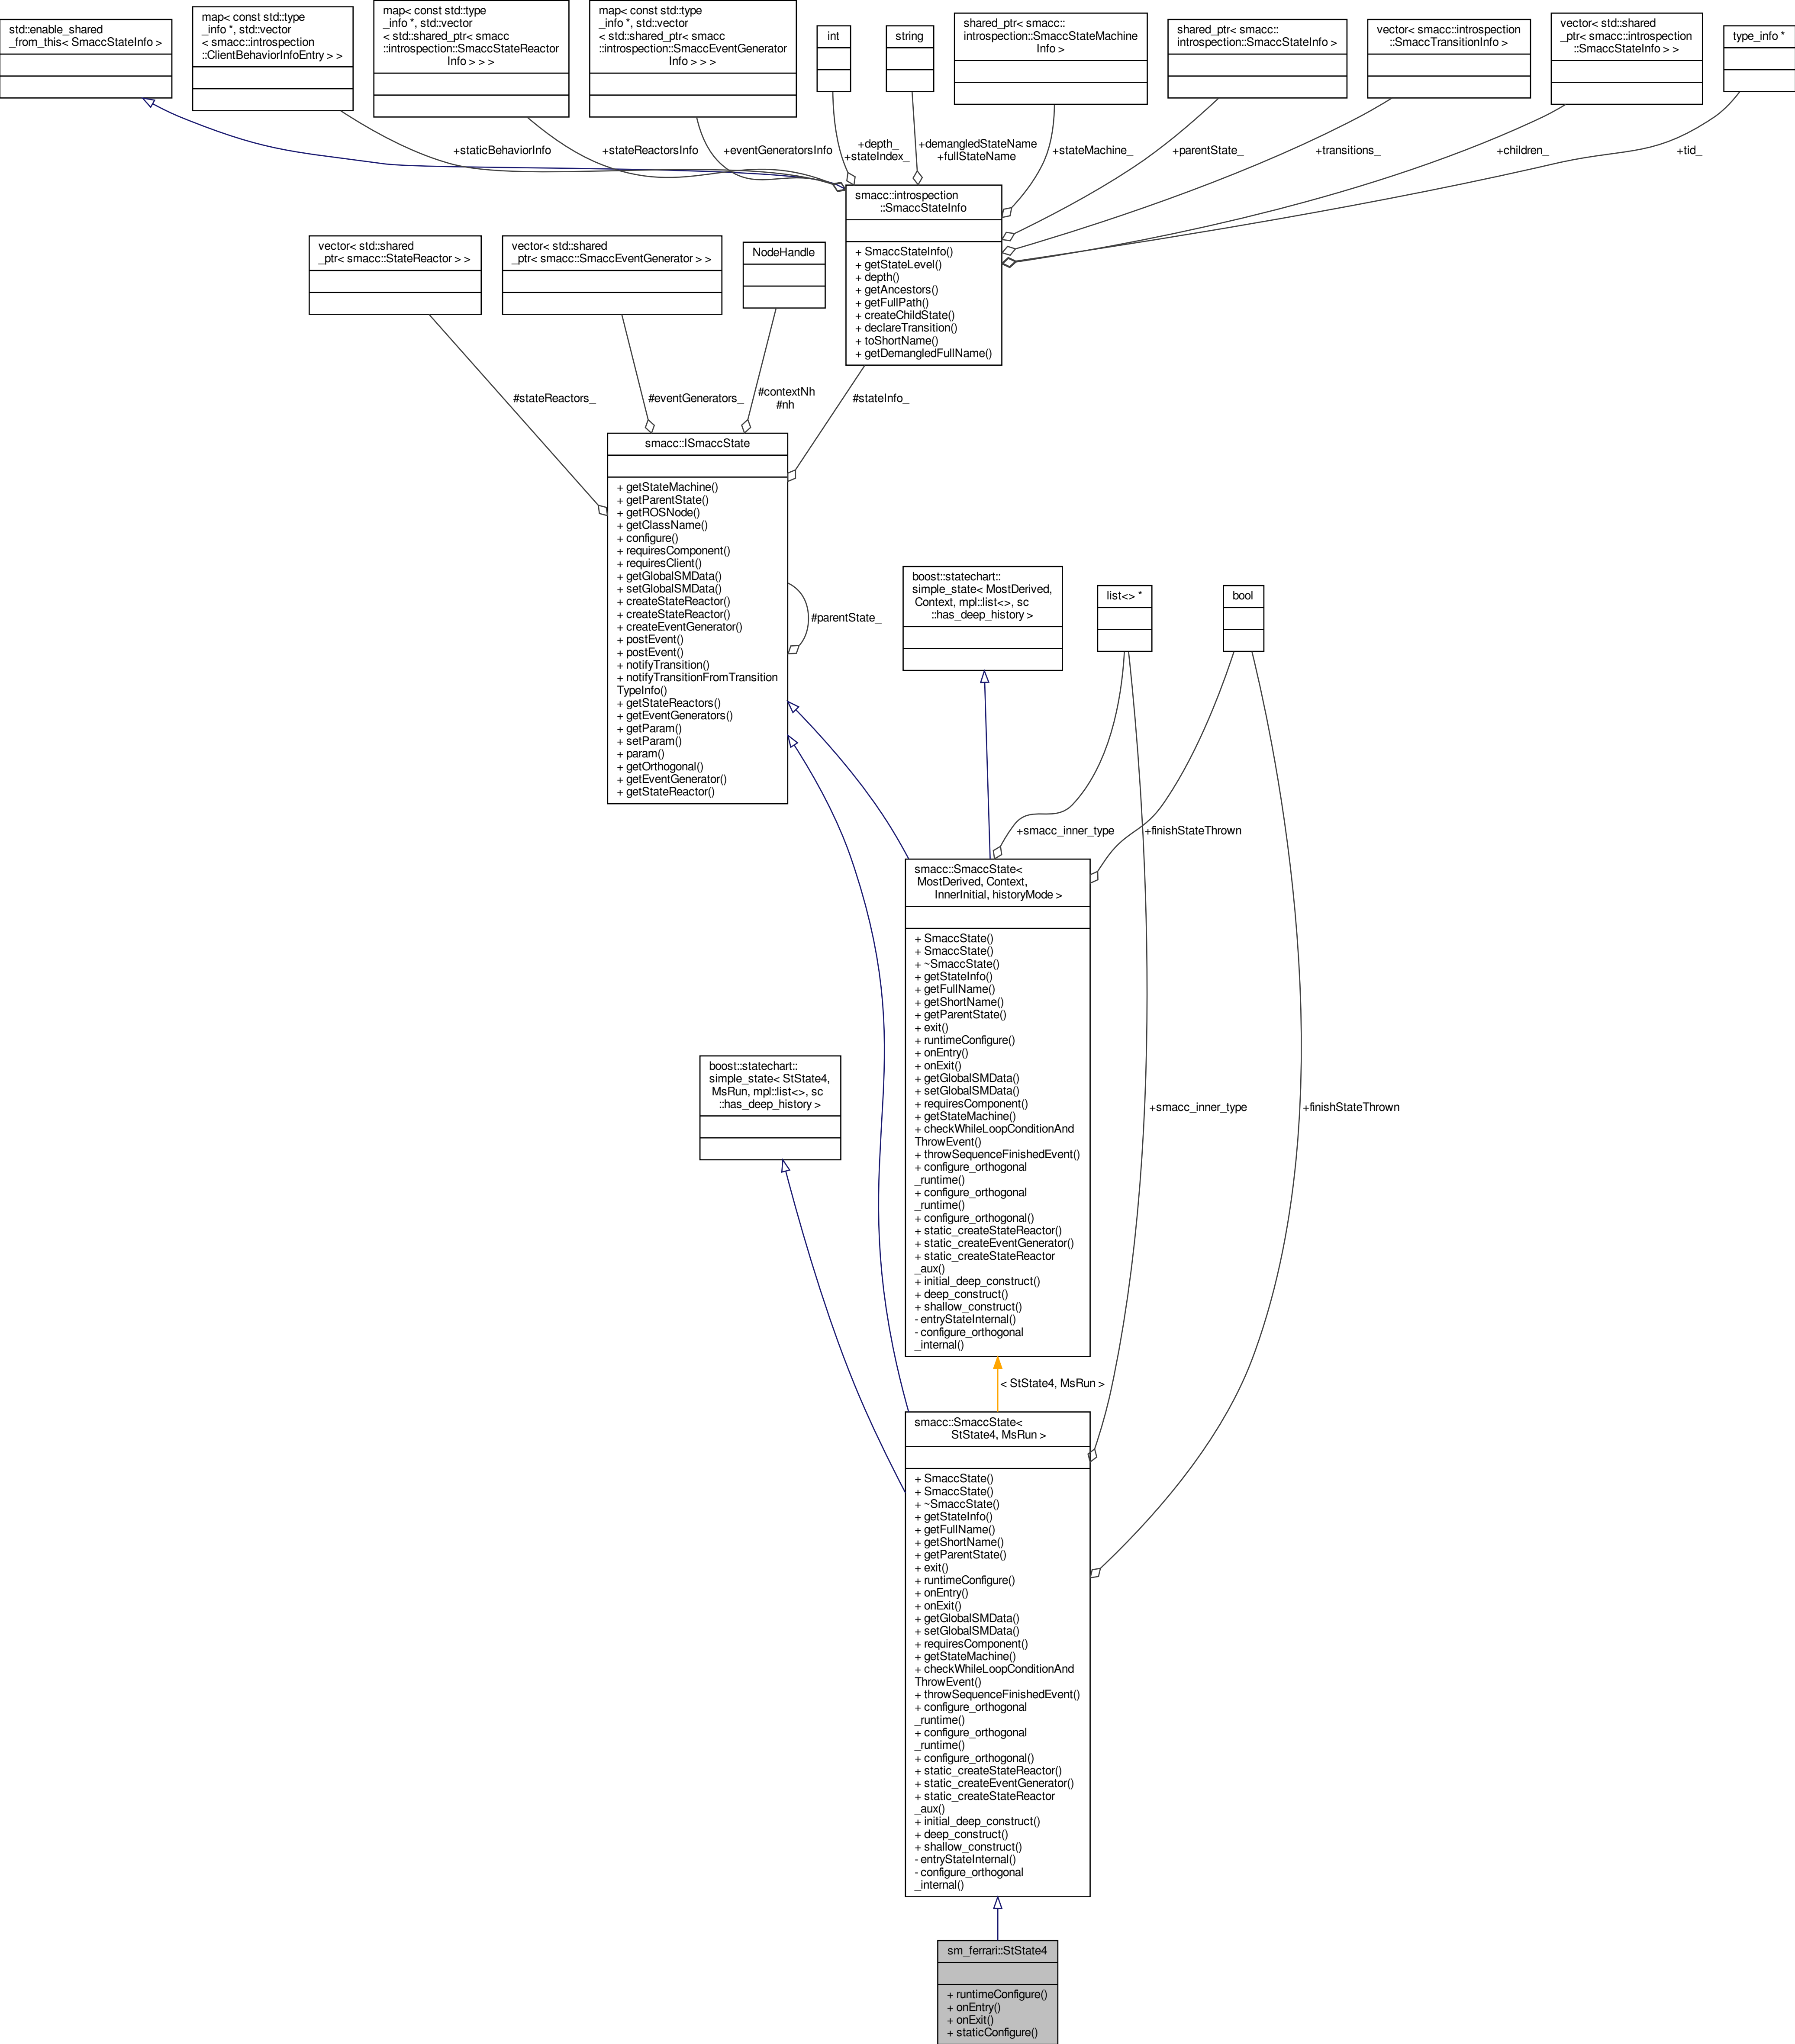 std::enable_shared
_from_this< SmaccStateInfo >
map< const std::type
_info *, std::vector
< smacc::introspection
::ClientBehaviorInfoEntry > >
map< const std::type
_info *, std::vector
< std::shared_ptr< smacc
::introspection::SmaccStateReactor
Info > > >
map< const std::type
_info *, std::vector
< std::shared_ptr< smacc
::introspection::SmaccEventGenerator
Info > > >
int
string
shared_ptr< smacc::
introspection::SmaccStateMachine
Info >
shared_ptr< smacc::
introspection::SmaccStateInfo >
vector< smacc::introspection
::SmaccTransitionInfo >
vector< std::shared
_ptr< smacc::introspection
::SmaccStateInfo > >
type_info *
+staticBehaviorInfo
+stateReactorsInfo
+eventGeneratorsInfo
+depth_
+stateIndex_
+demangledStateName
+fullStateName
+stateMachine_
+parentState_
+transitions_
+children_
+tid_
smacc::introspection
::SmaccStateInfo
+ SmaccStateInfo()
+ getStateLevel()
+ depth()
+ getAncestors()
+ getFullPath()
+ createChildState()
+ declareTransition()
+ toShortName()
+ getDemangledFullName()
vector< std::shared
_ptr< smacc::StateReactor > >
vector< std::shared
_ptr< smacc::SmaccEventGenerator > >
NodeHandle
#stateReactors_
#eventGenerators_
#contextNh
#nh
#stateInfo_
smacc::ISmaccState
+ getStateMachine()
+ getParentState()
+ getROSNode()
+ getClassName()
+ configure()
+ requiresComponent()
+ requiresClient()
+ getGlobalSMData()
+ setGlobalSMData()
+ createStateReactor()
+ createStateReactor()
+ createEventGenerator()
+ postEvent()
+ postEvent()
+ notifyTransition()
+ notifyTransitionFromTransition
TypeInfo()
+ getStateReactors()
+ getEventGenerators()
+ getParam()
+ setParam()
+ param()
+ getOrthogonal()
+ getEventGenerator()
+ getStateReactor()
#parentState_
boost::statechart::
simple_state< MostDerived,
Context, mpl::list<>, sc
::has_deep_history >
list<> *
bool
+smacc_inner_type
+finishStateThrown
smacc::SmaccState<
MostDerived, Context,
InnerInitial, historyMode >
+ SmaccState()
+ SmaccState()
+ ~SmaccState()
+ getStateInfo()
+ getFullName()
+ getShortName()
+ getParentState()
+ exit()
+ runtimeConfigure()
+ onEntry()
+ onExit()
+ getGlobalSMData()
+ setGlobalSMData()
+ requiresComponent()
+ getStateMachine()
+ checkWhileLoopConditionAnd
ThrowEvent()
+ throwSequenceFinishedEvent()
+ configure_orthogonal
_runtime()
+ configure_orthogonal
_runtime()
+ configure_orthogonal()
+ static_createStateReactor()
+ static_createEventGenerator()
+ static_createStateReactor
_aux()
+ initial_deep_construct()
+ deep_construct()
+ shallow_construct()
- entryStateInternal()
- configure_orthogonal
_internal()
boost::statechart::
simple_state< StState4,
MsRun, mpl::list<>, sc
::has_deep_history >
+smacc_inner_type
+finishStateThrown
< StState4, MsRun >
smacc::SmaccState<
StState4, MsRun >
+ SmaccState()
+ SmaccState()
+ ~SmaccState()
+ getStateInfo()
+ getFullName()
+ getShortName()
+ getParentState()
+ exit()
+ runtimeConfigure()
+ onEntry()
+ onExit()
+ getGlobalSMData()
+ setGlobalSMData()
+ requiresComponent()
+ getStateMachine()
+ checkWhileLoopConditionAnd
ThrowEvent()
+ throwSequenceFinishedEvent()
+ configure_orthogonal
_runtime()
+ configure_orthogonal
_runtime()
+ configure_orthogonal()
+ static_createStateReactor()
+ static_createEventGenerator()
+ static_createStateReactor
_aux()
+ initial_deep_construct()
+ deep_construct()
+ shallow_construct()
- entryStateInternal()
- configure_orthogonal
_internal()
sm_ferrari::StState4
+ runtimeConfigure()
+ onEntry()
+ onExit()
+ staticConfigure()